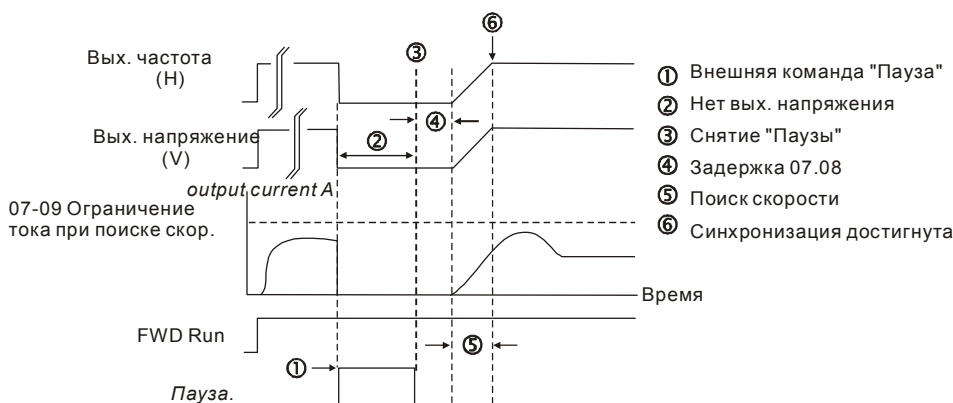 ⑥
Вых. частота
(H)
③
④
Вых. напряжение
(V)
②
output current A
07-09 Ограничение
тока при поиске скор.
Время
FWD Run
⑤
①
Пауза.
① Внешняя команда "Пауза"
② Нет вых. напряжения
③ Снятие "Паузы"
④ Задержка 07.08
⑤ Поиск скорости
⑥ Синхронизация достигнута